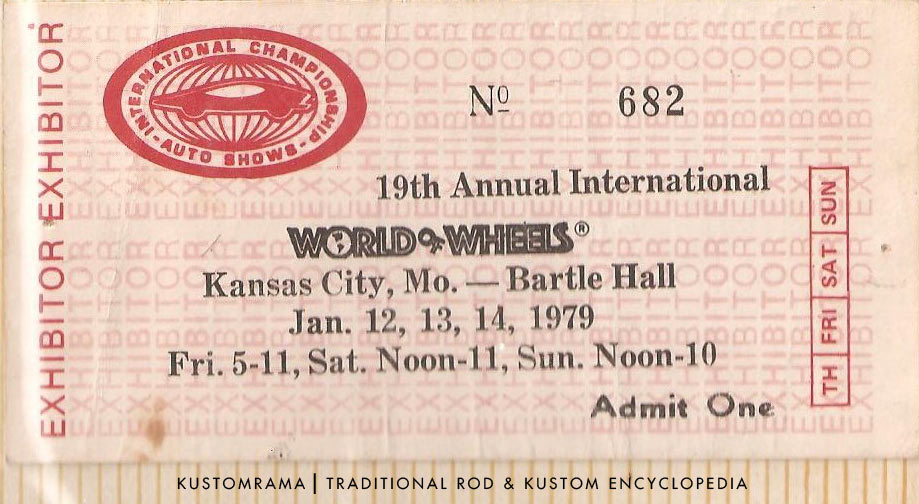 EXHIBITOR EXHIBITOR
INTERNATIONAL CHAMPIONSHIP
- AUTO SHOWS -
Nº 682
19th Annual International
WORLD OF WHEELS®
Kansas City, Mo. — Bartle Hall
Jan. 12, 13, 14, 1979
Fri. 5-11, Sat. Noon-11, Sun. Noon-10
Admit One
TH FRI SAT SUN
KUSTOMRAMA | TRADITIONAL ROD & KUSTOM ENCYCLOPEDIA